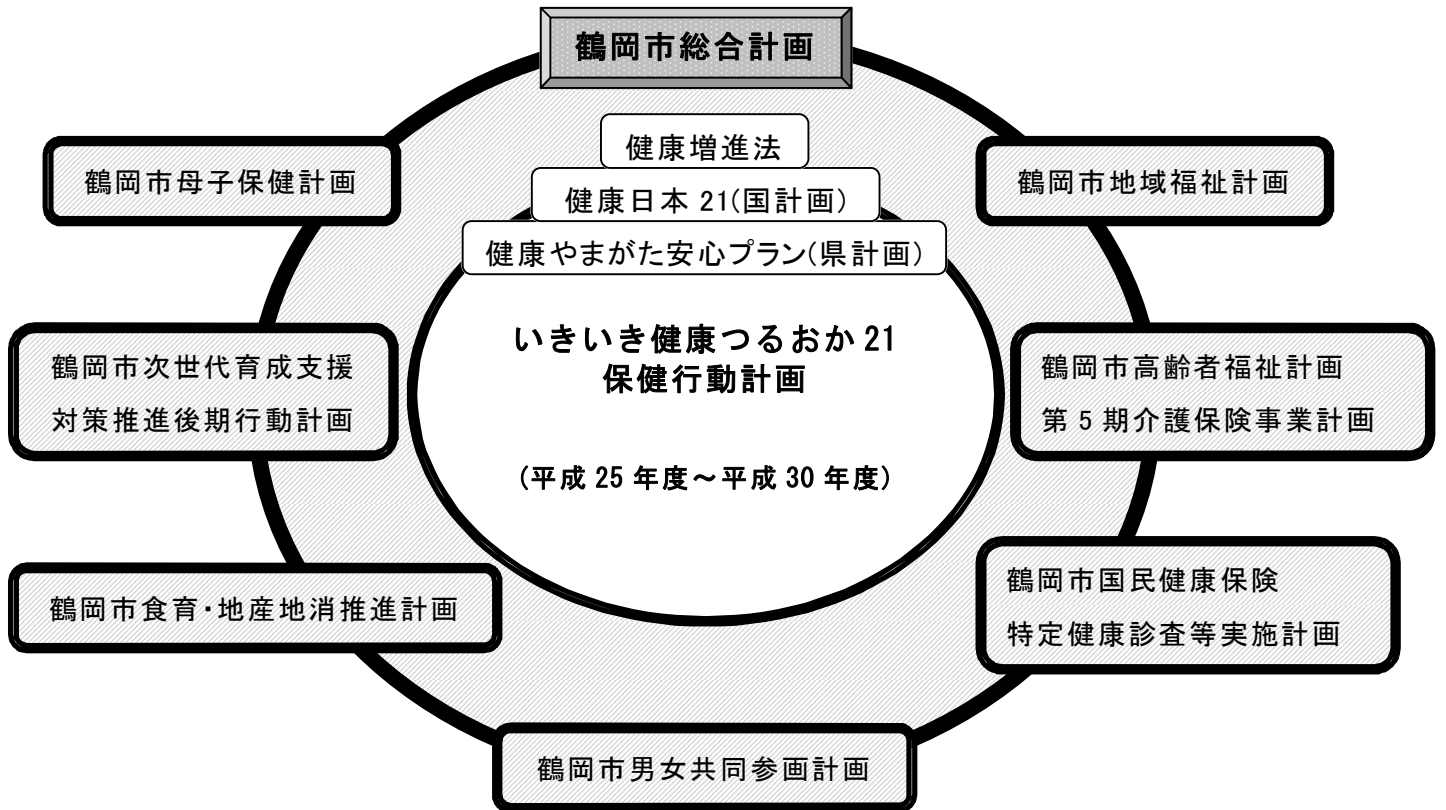 鶴岡市総合計画
健康増進法
健康日本 21(国計画)
健康やまがた安心プラン(県計画)
いきいき健康つるおか 21
保健行動計画
(平成 25 年度～平成 30 年度)
鶴岡市母子保健計画
鶴岡市地域福祉計画
鶴岡市次世代育成支援
対策推進後期行動計画
鶴岡市高齢者福祉計画
第 5 期介護保険事業計画
鶴岡市食育・地産地消推進計画
鶴岡市国民健康保険
特定健康診査等実施計画
鶴岡市男女共同参画計画